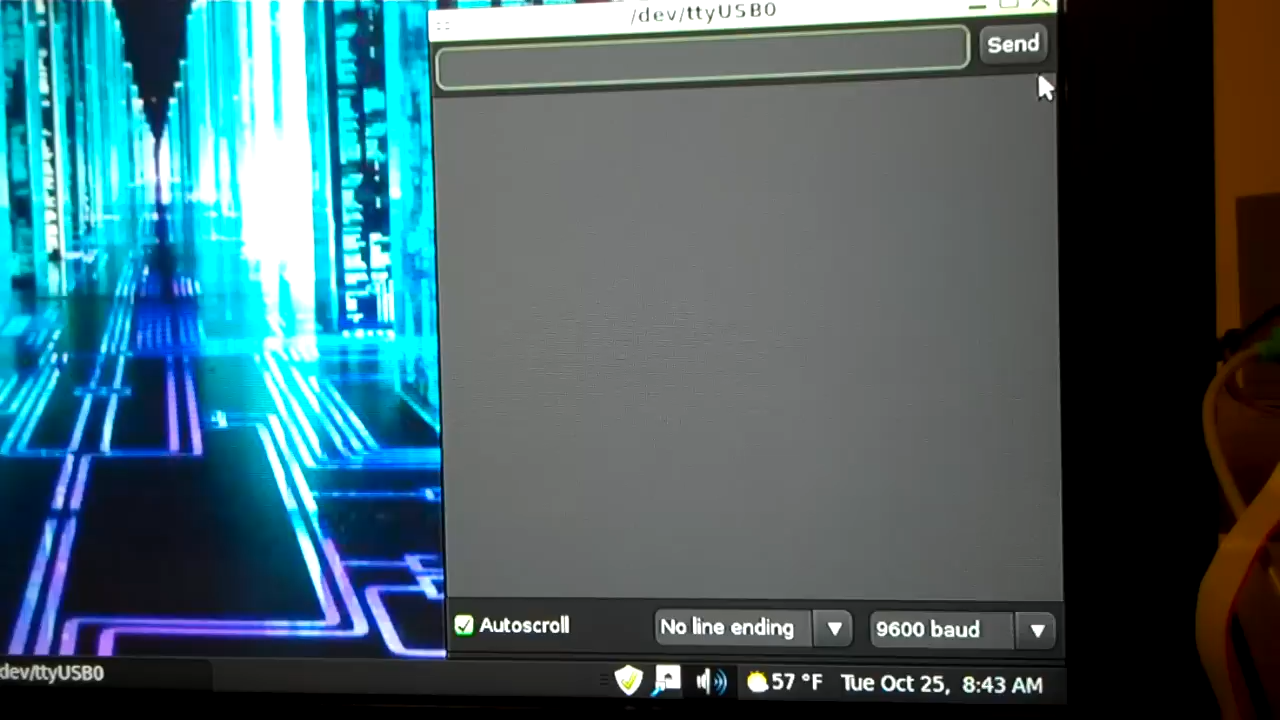 /dev/ttyUSB0
Send
Autoscroll
No line ending
9600 baud
dev/ttyUSB0
57 °F
Tue Oct 25, 8:43 AM